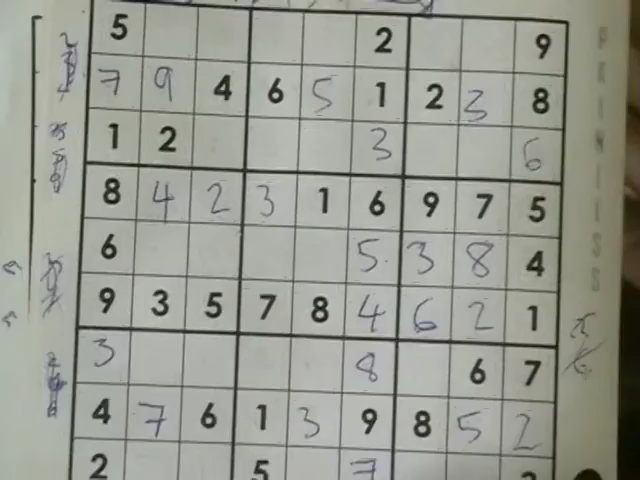 5 2 9
7 9 4 6 5 1 2 3 8
1 2 3 6
8 4 2 3 1 6 9 7 5
6 5 3 8 4
9 3 5 7 8 4 6 2 1
3 8 6 7
4 7 6 1 3 9 8 5 2
2 5 7